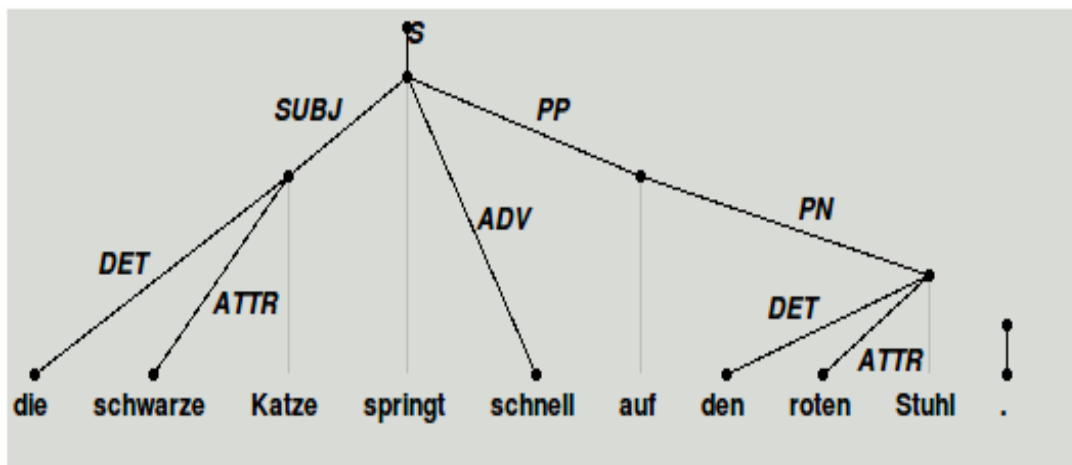 S
SUBJ PP
ADV PN
DET DET
ATTR ATTR
die schwarze Katze springt schnell auf den roten Stuhl .